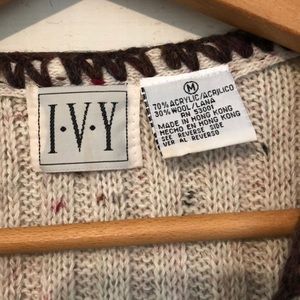 I·V·Y
M
70% ACRYLIC/ACRILICO
30% WOOL/LANA
RN 53001
MADE IN HONG KONG
HECHO EN HONG KONG
SEE REVERSE SIDE
VER AL REVERSO